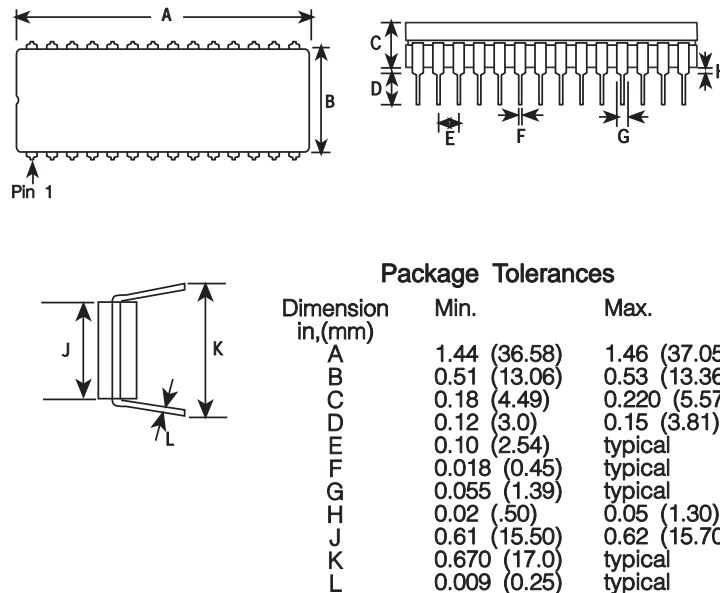 A
B
Pin 1
C
D
E
F
G
H
J
K
L
Package Tolerances
Dimension in,(mm) Min. Max.
A 1.44 (36.58) 1.46 (37.05
B 0.51 (13.06) 0.53 (13.36
C 0.18 (4.49) 0.220 (5.57
D 0.12 (3.0) 0.15 (3.81)
E 0.10 (2.54) typical
F 0.018 (0.45) typical
G 0.055 (1.39) typical
H 0.02 (.50) 0.05 (1.30)
J 0.61 (15.50) 0.62 (15.70
K 0.670 (17.0) typical
L 0.009 (0.25) typical